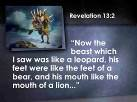 Revelation 13:2
"Now the
beast which
I saw was like a leopard, his
feet were like the feet of a
bear, and his mouth like the
mouth of a lion..."